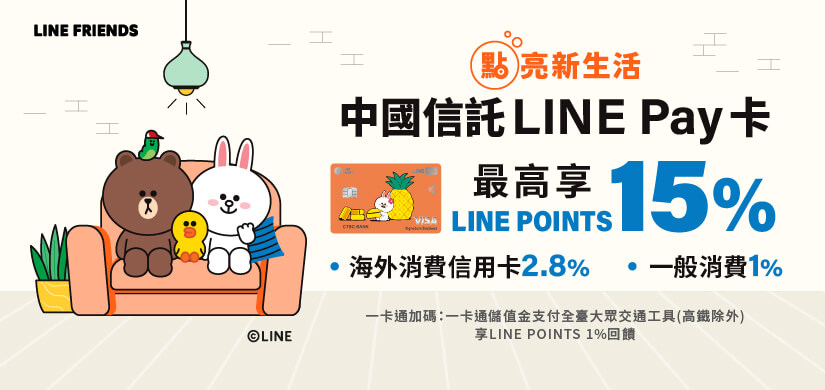 LINE FRIENDS
點亮新生活
中國信託LINE Pay卡
最高享
LINE POINTS 15%
CTBC BANK
VISA
• 海外消費信用卡2.8% • 一般消費1%
一卡通加碼：一卡通儲值金支付全臺大眾交通工具(高鐵除外)
享LINE POINTS 1%回饋
©LINE